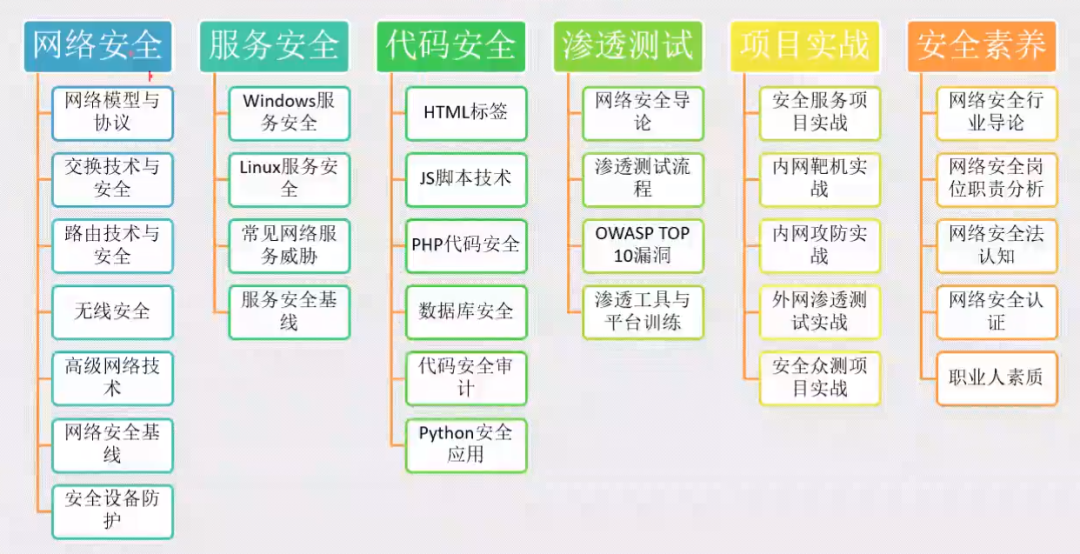 网络安全
网络模型与
协议
交换技术与
安全
路由技术与
安全
无线安全
高级网络技
术
网络安全基
线
安全设备防
护
服务安全
Windows服
务安全
Linux服务安
全
常见网络服
务威胁
服务安全基
线
代码安全
HTML标签
JS脚本技术
PHP代码安全
数据库安全
代码安全审
计
Python安全
应用
渗透测试
网络安全导
论
渗透测试流
程
OWASP TOP
10漏洞
渗透工具与
平台训练
项目实战
安全服务项
目实战
内网靶机实
战
内网攻防实
战
外网渗透测
试实战
安全众测项
目实战
安全素养
网络安全行
业导论
网络安全岗
位职责分析
网络安全法
认知
网络安全认
证
职业人素质